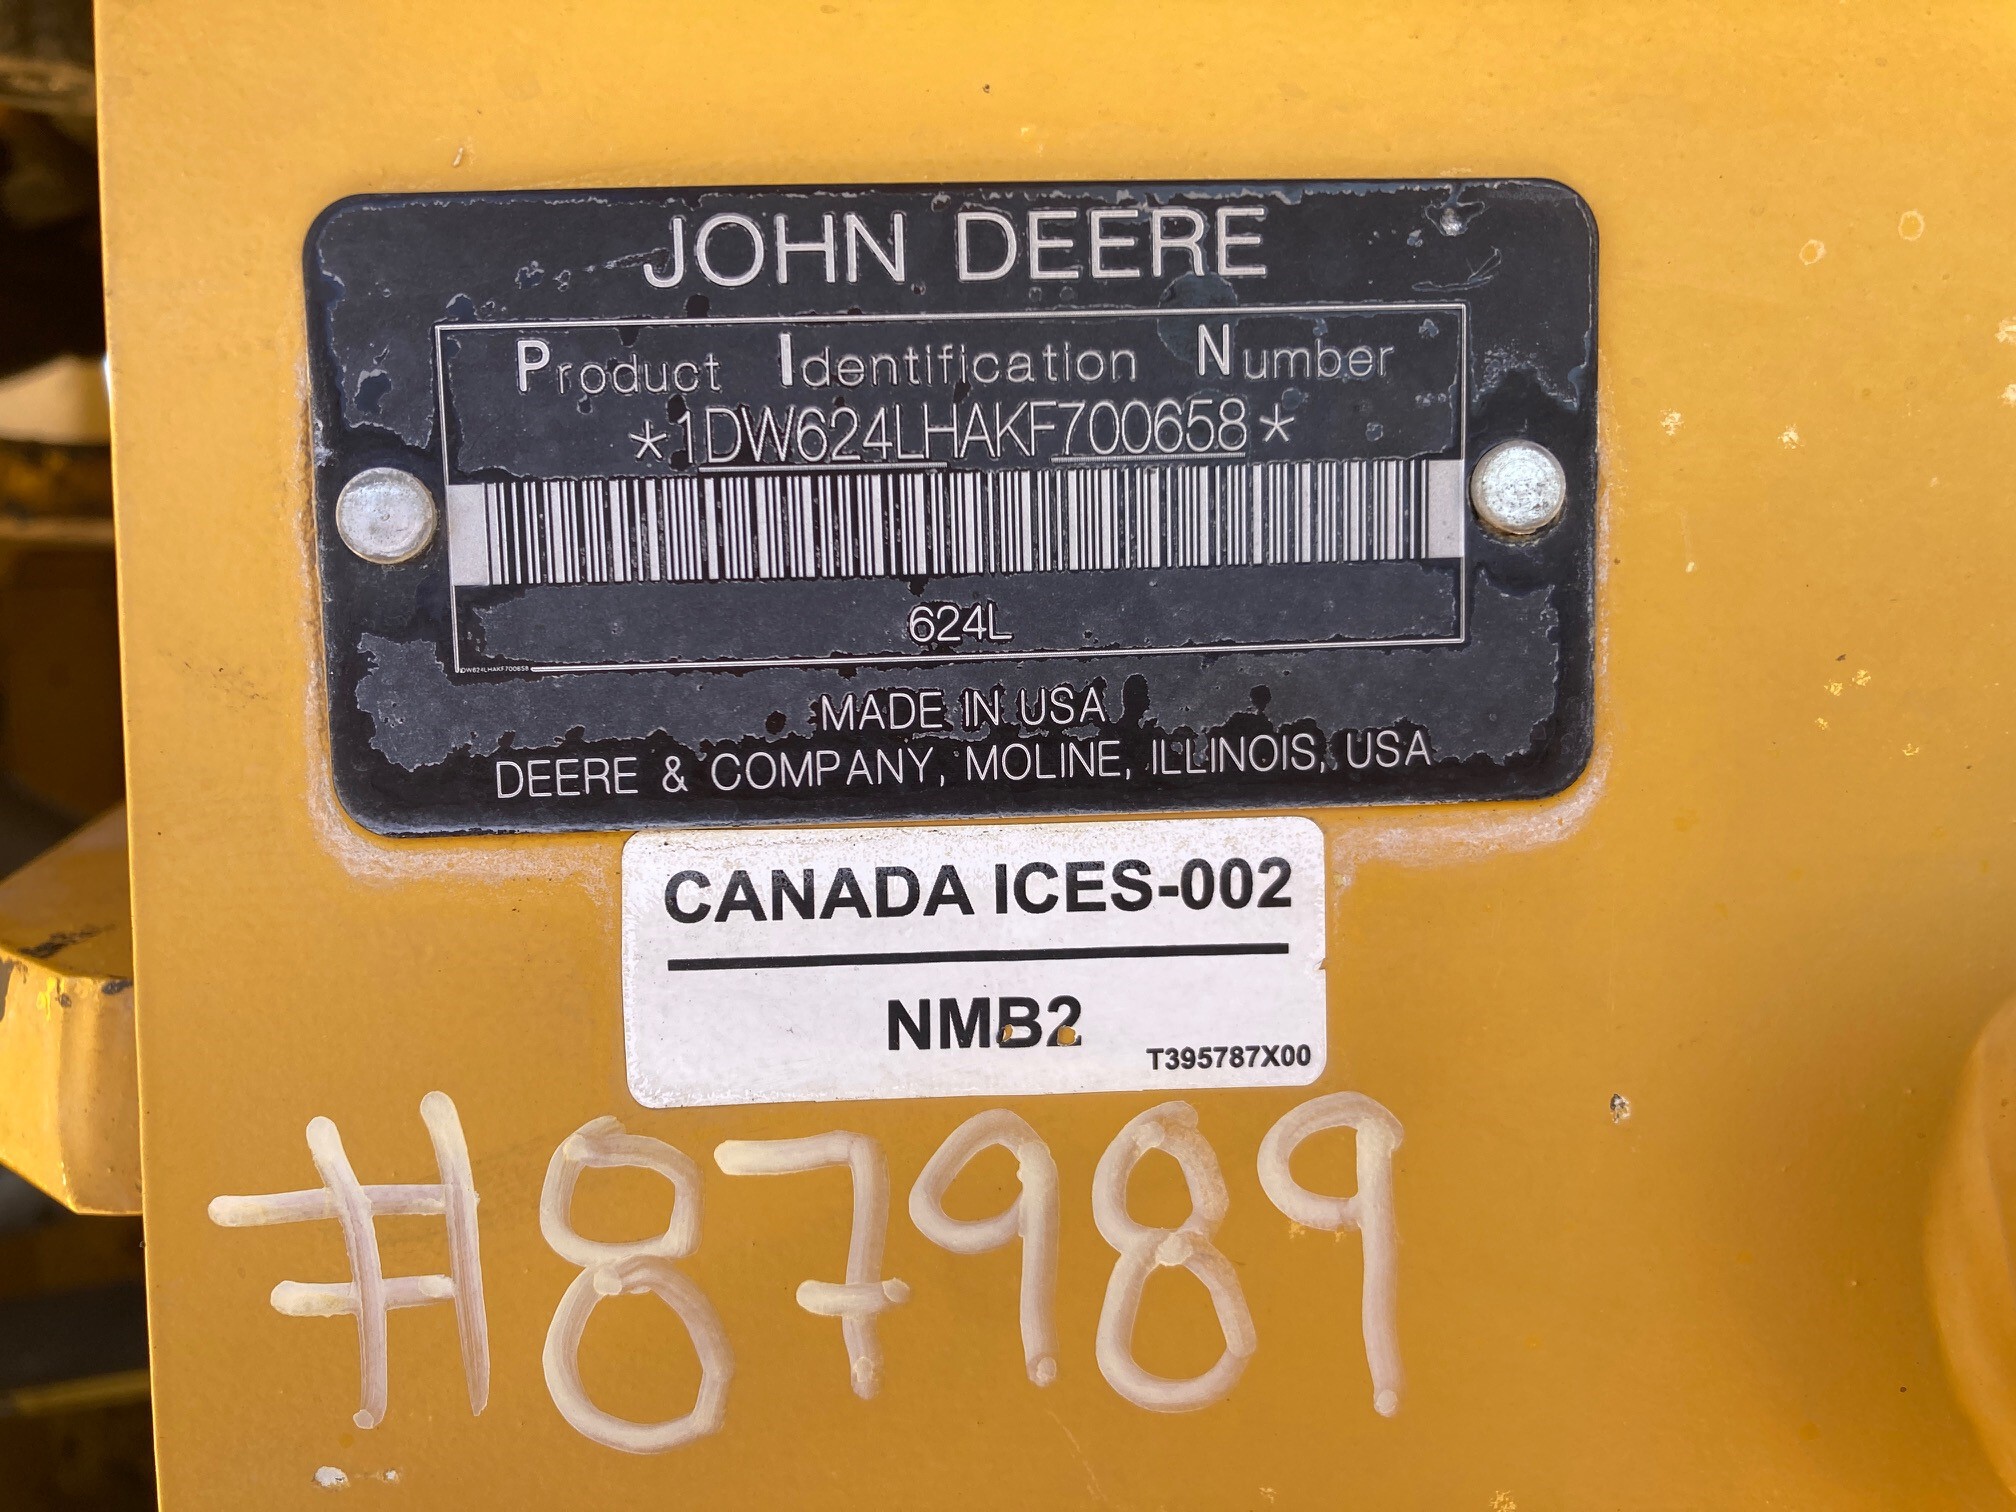 JOHN DEERE
Product Identification Number
*1DW624LHAKF700658*
624L
1DW624LHAKF700658
MADE IN USA
DEERE & COMPANY, MOLINE, ILLINOIS, USA
CANADA ICES-002
NMB2
T395787X00
#87989